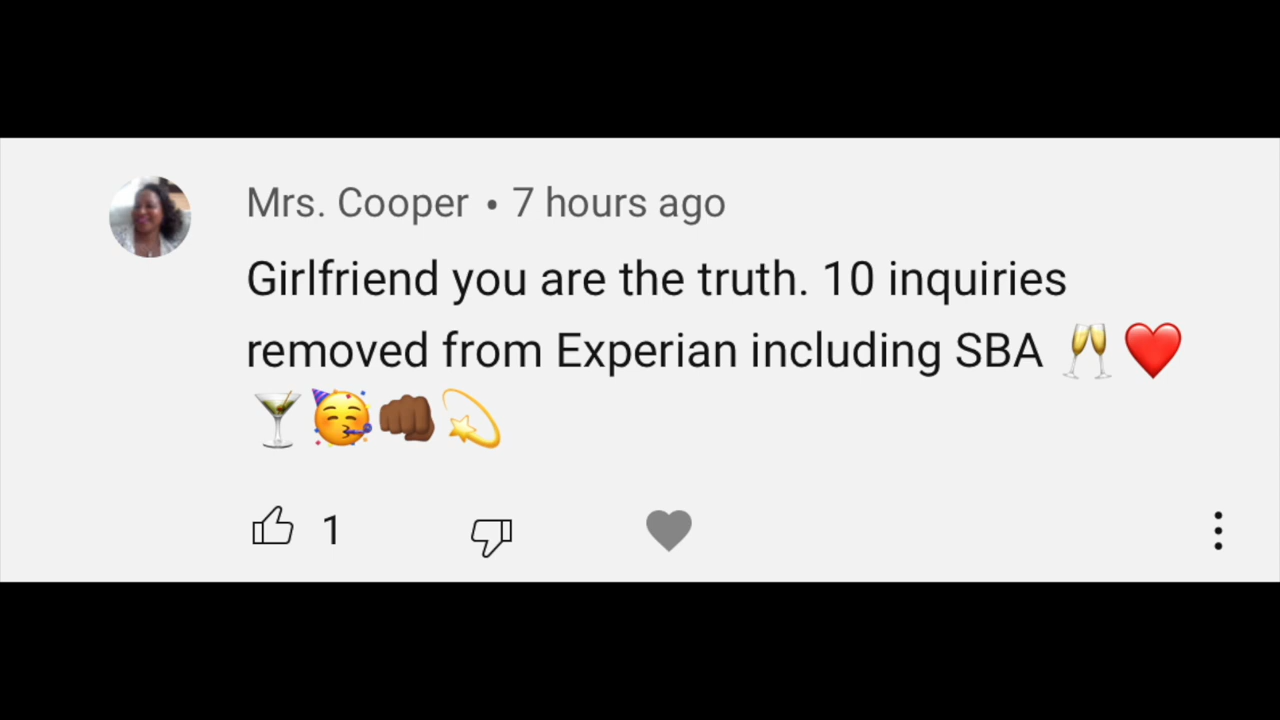 Mrs. Cooper • 7 hours ago
Girlfriend you are the truth. 10 inquiries
removed from Experian including SBA 🥂❤️
🍸🥳👊🏾💫
1